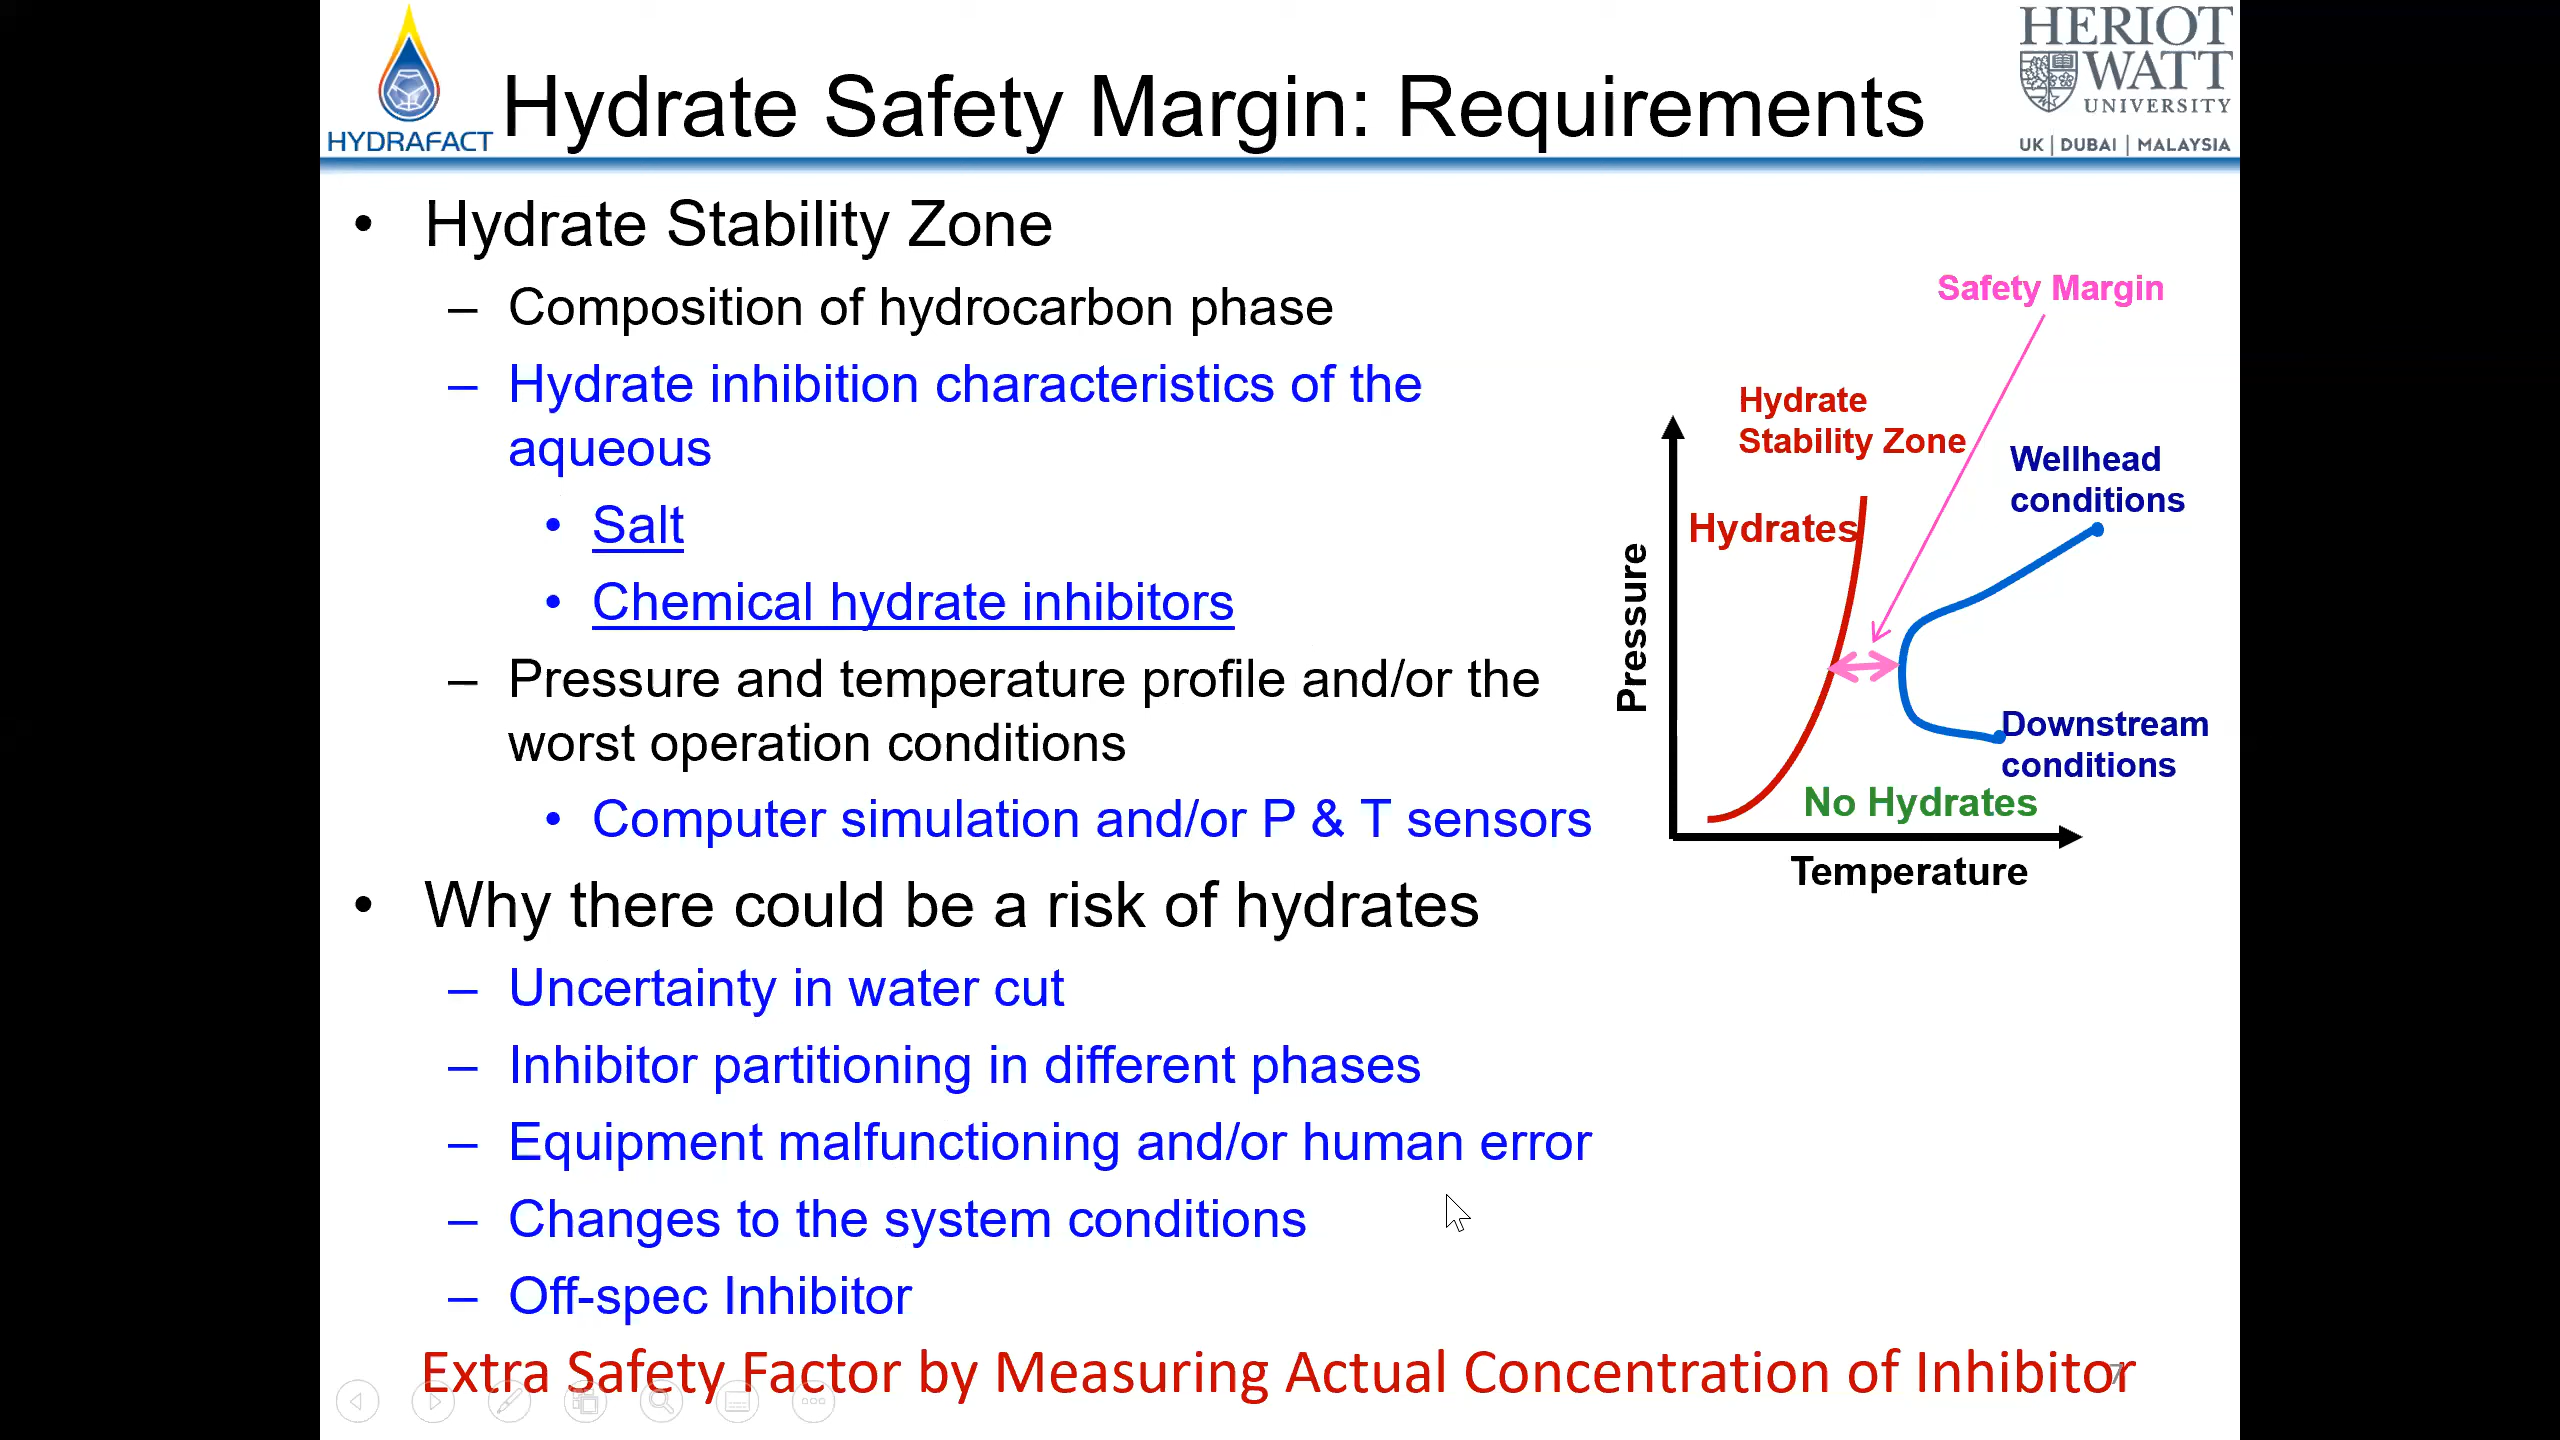 HYDRAFACT
Hydrate Safety Margin: Requirements
HERIOT
WATT
UNIVERSITY
UK | DUBAI | MALAYSIA
• Hydrate Stability Zone
– Composition of hydrocarbon phase
– Hydrate inhibition characteristics of the
aqueous
• Salt
• Chemical hydrate inhibitors
– Pressure and temperature profile and/or the
worst operation conditions
• Computer simulation and/or P & T sensors
• Why there could be a risk of hydrates
– Uncertainty in water cut
– Inhibitor partitioning in different phases
– Equipment malfunctioning and/or human error
– Changes to the system conditions
– Off-spec Inhibitor
Extra Safety Factor by Measuring Actual Concentration of Inhibitor
7
Safety Margin
Hydrate
Stability Zone
Wellhead
conditions
Hydrates
Pressure
Downstream
conditions
No Hydrates
Temperature